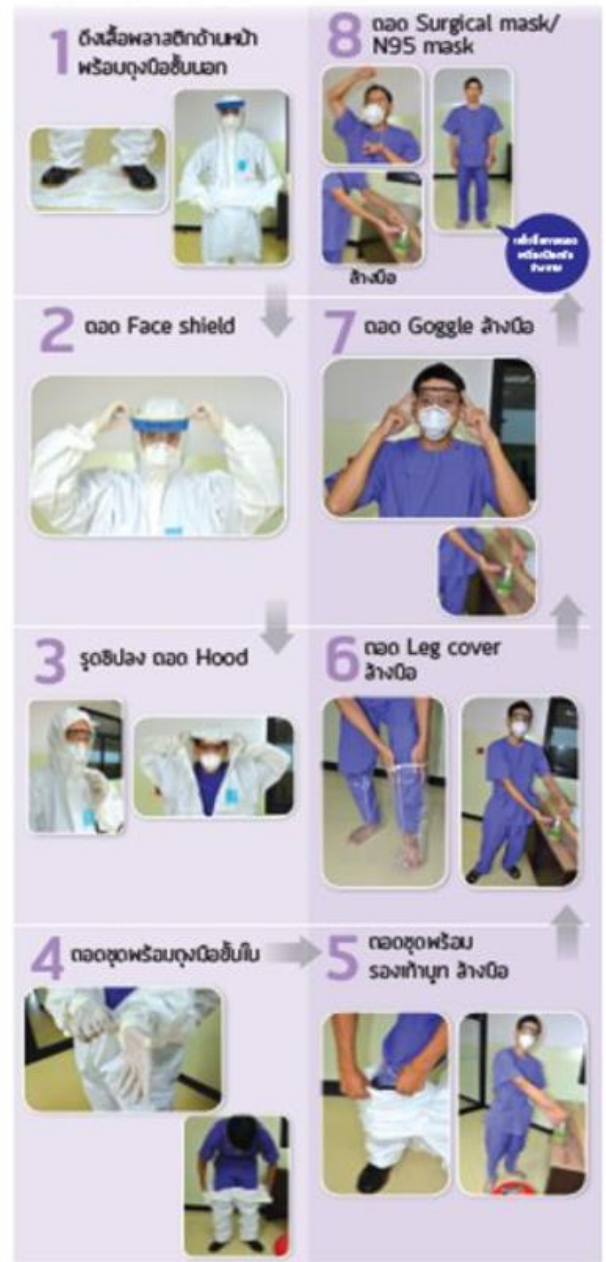 1
ดึงเสื้อพลาสติกด้านหน้า
พร้อมถุงมือชั้นนอก
2
ถอด Face shield
3
รูดซิปลง ถอด Hood
4
ถอดชุดพร้อมถุงมือชั้นใน
5
ถอดชุดพร้อม
รองเท้าบูท ล้างมือ
6
ถอด Leg cover
ล้างมือ
7
ถอด Goggle ล้างมือ
8
ถอด Surgical mask/
N95 mask
ล้างมือ